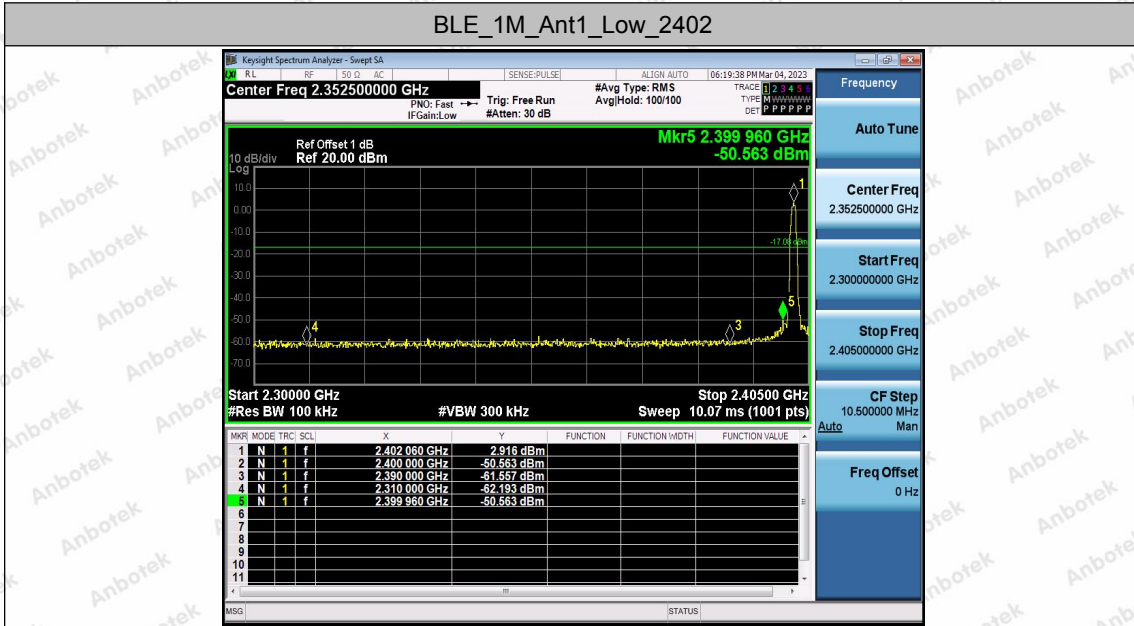 BLE_1M_Ant1_Low_2402
Keysight Spectrum Analyzer - Swept SA
RL RF 50 Ω AC SENSE:PULSE ALIGN AUTO 06:19:38 PM Mar 04, 2023
Center Freq 2.352500000 GHz
PNO: Fast
IFGain:Low
Trig: Free Run
#Atten: 30 dB
#Avg Type: RMS
Avg|Hold: 100/100
TRACE 1 2 3 4 5 6
TYPE M W W W W W
DET P P P P P P
Mkr5 2.399 960 GHz
-50.563 dBm
Ref Offset 1 dB
10 dB/div Ref 20.00 dBm
Log
10.0
0.00
-10.0
-20.0
-30.0
-40.0
-50.0
-60.0
-70.0
1
-17.08 dBm
5
4
3
Start 2.30000 GHz Stop 2.40500 GHz
#Res BW 100 kHz #VBW 300 kHz Sweep 10.07 ms (1001 pts)
MKR MODE TRC SCL X Y FUNCTION FUNCTION WIDTH FUNCTION VALUE
1 N 1 f 2.402 060 GHz 2.916 dBm
2 N 1 f 2.400 000 GHz -50.563 dBm
3 N 1 f 2.390 000 GHz -61.557 dBm
4 N 1 f 2.310 000 GHz -62.193 dBm
5 N 1 f 2.399 960 GHz -50.563 dBm
6
7
8
9
10
11
MSG STATUS
Frequency
Auto Tune
Center Freq
2.352500000 GHz
Start Freq
2.300000000 GHz
Stop Freq
2.405000000 GHz
CF Step
10.500000 MHz
Auto Man
Freq Offset
0 Hz
Anbotek